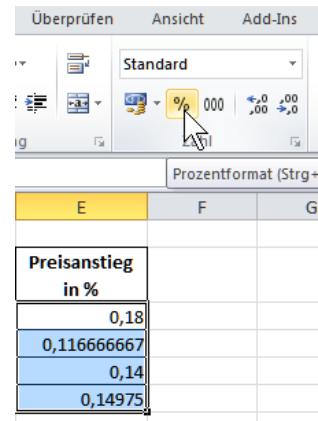 Überprüfen Ansicht Add-Ins
Standard
% 000 ,00 ,0
Zahl
Prozentformat (Strg+
E F G
Preisanstieg
in %
0,18
0,116666667
0,14
0,14975